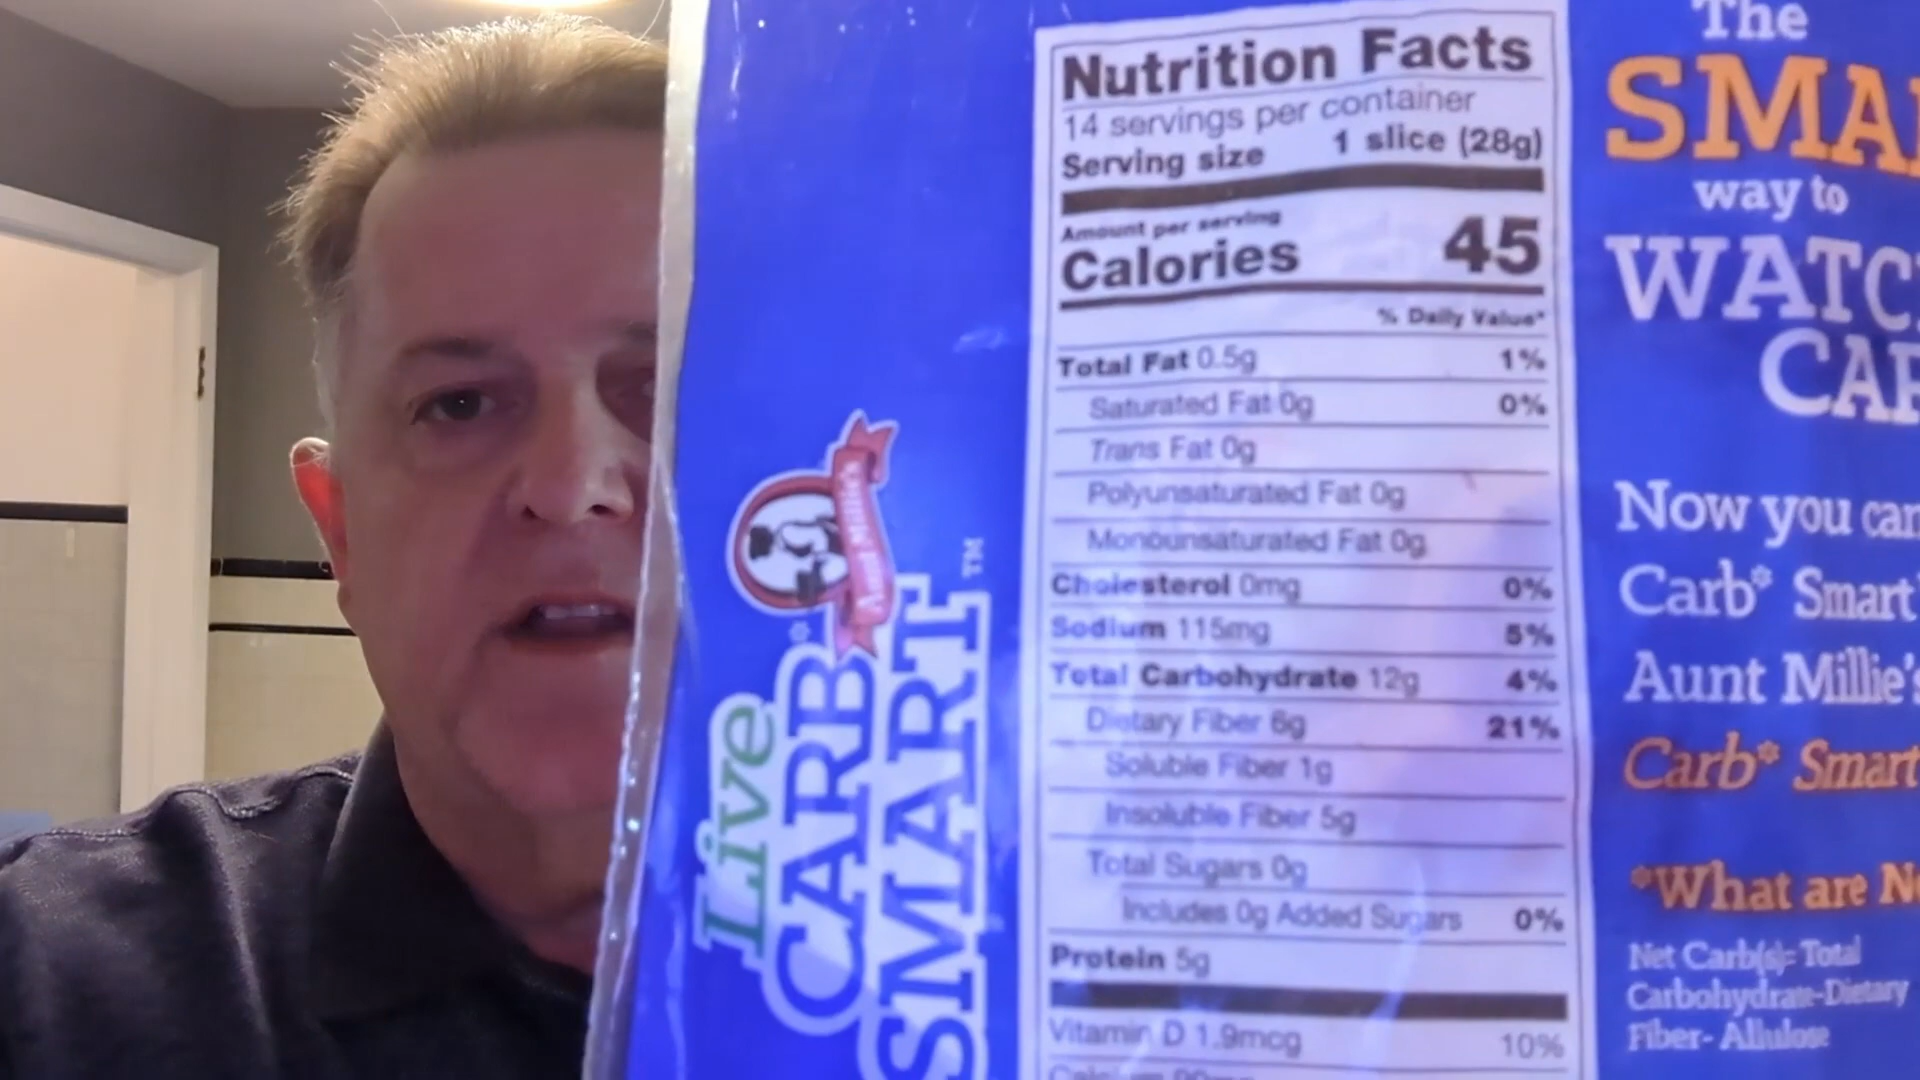 Nutrition Facts
14 servings per container
Serving size 1 slice (28g)
Amount per serving
Calories 45
% Daily Value*
Total Fat 0.5g 1%
Saturated Fat 0g 0%
Trans Fat 0g
Polyunsaturated Fat 0g
Monounsaturated Fat 0g
Cholesterol 0mg 0%
Sodium 115mg 5%
Total Carbohydrate 12g 4%
Dietary Fiber 6g 21%
Soluble Fiber 1g
Insoluble Fiber 5g
Total Sugars 0g
Includes 0g Added Sugars 0%
Protein 5g
Vitamin D 1.9mcg 10%
Aunt Millie's
Live
CARB*
SMART™
The
SMA
way to
WATC
CAR
Now you can
Carb* Smart
Aunt Millie's
Carb* Smart
*What are Ne
Net Carb(s)= Total
Carbohydrate-Dietary
Fiber- Allulose